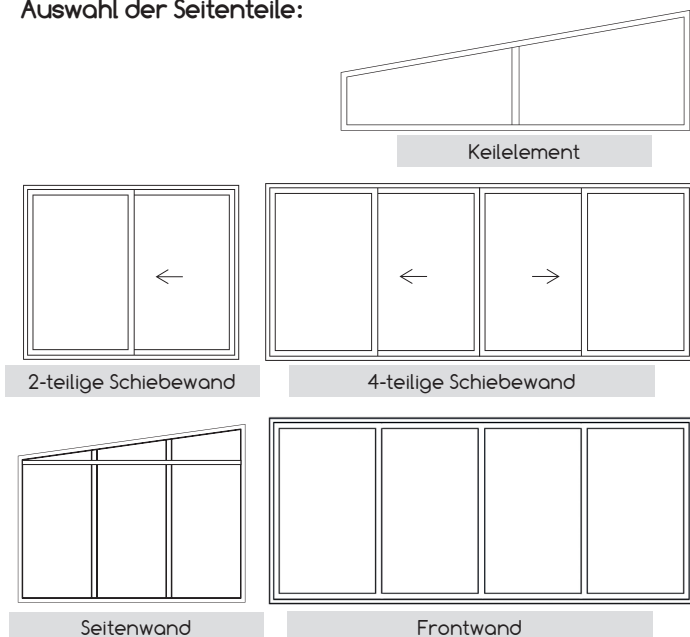 Auswahl der Seitenteile:
Keilelement
2-teilige Schiebewand
4-teilige Schiebewand
Seitenwand
Frontwand